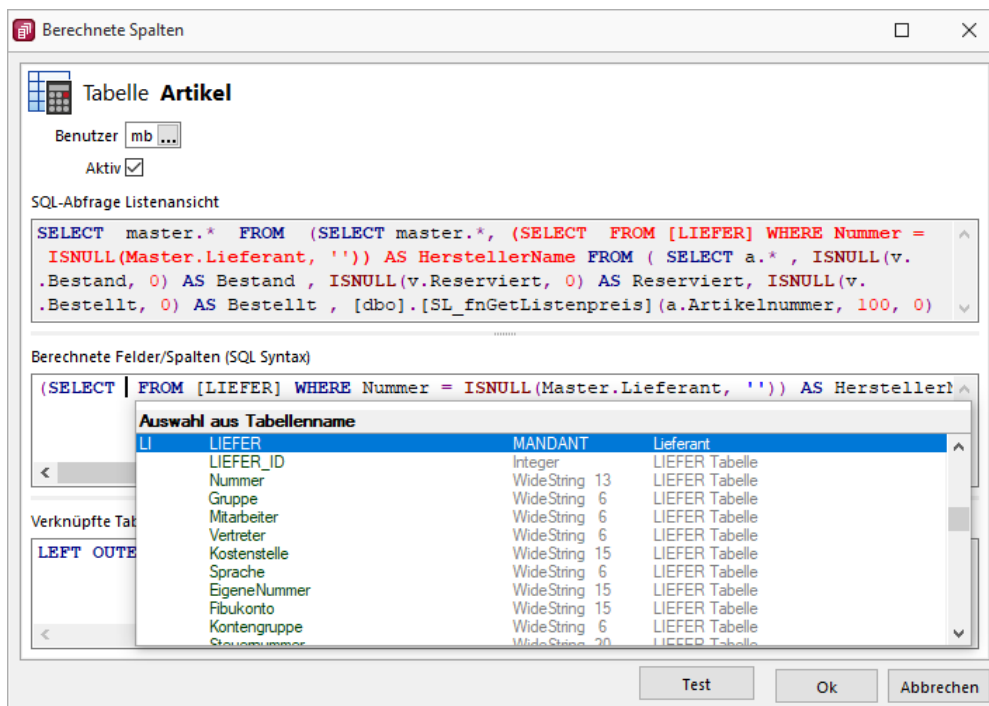 Berechnete Spalten
Tabelle Artikel
Benutzer mb ...
Aktiv
SQL-Abfrage Listenansicht
SELECT master.* FROM (SELECT master.*, (SELECT FROM [LIEFER] WHERE Nummer =
ISNULL(Master.Lieferant, '')) AS HerstellerName FROM ( SELECT a.* , ISNULL(v.
.Bestand, 0) AS Bestand , ISNULL(v.Reserviert, 0) AS Reserviert, ISNULL(v.
.Bestellt, 0) AS Bestellt , [dbo].[SL_fnGetListenpreis](a.Artikelnummer, 100, 0)
Berechnete Felder/Spalten (SQL Syntax)
(SELECT FROM [LIEFER] WHERE Nummer = ISNULL(Master.Lieferant, '')) AS Hersteller
Auswahl aus Tabellenname
LI LIEFER MANDANT Lieferant
LIEFER_ID Integer LIEFER Tabelle
Nummer WideString 13 LIEFER Tabelle
Gruppe WideString 6 LIEFER Tabelle
Mitarbeiter WideString 6 LIEFER Tabelle
Vertreter WideString 6 LIEFER Tabelle
Kostenstelle WideString 15 LIEFER Tabelle
Sprache WideString 6 LIEFER Tabelle
EigeneNummer WideString 15 LIEFER Tabelle
Fibukonto WideString 15 LIEFER Tabelle
Kontengruppe WideString 6 LIEFER Tabelle
Steuernummer WideString 20 LIEFER Tabelle
Verknüpfte Tab
LEFT OUTE
Test Ok Abbrechen